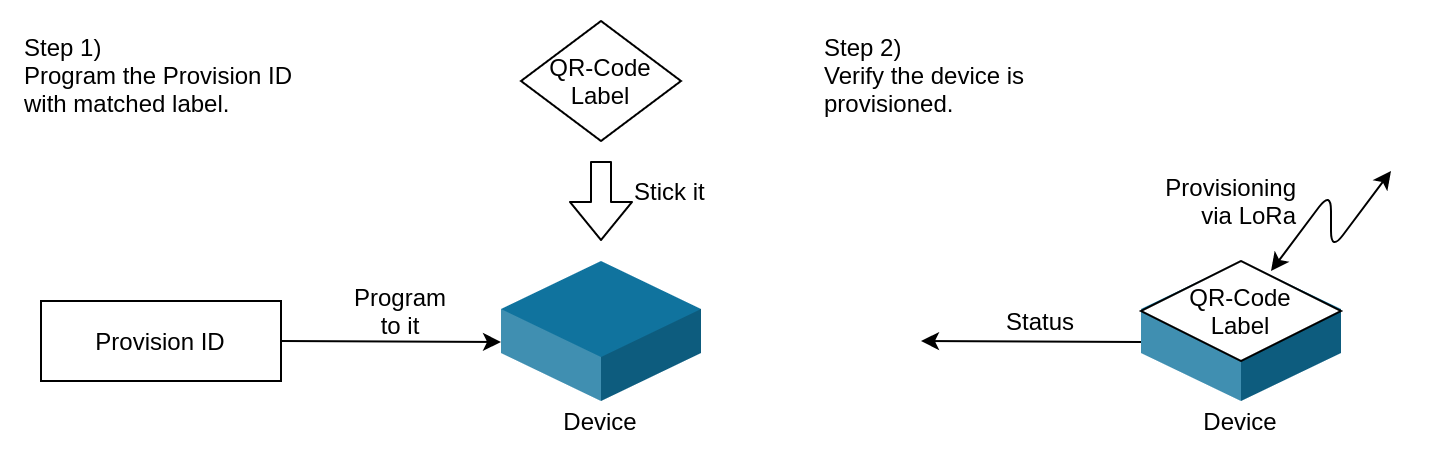 Step 1)
Program the Provision ID
with matched label.
QR-Code
Label
Stick it
Provision ID
Program
to it
Device
Step 2)
Verify the device is
provisioned.
Provisioning
via LoRa
QR-Code
Label
Status
Device